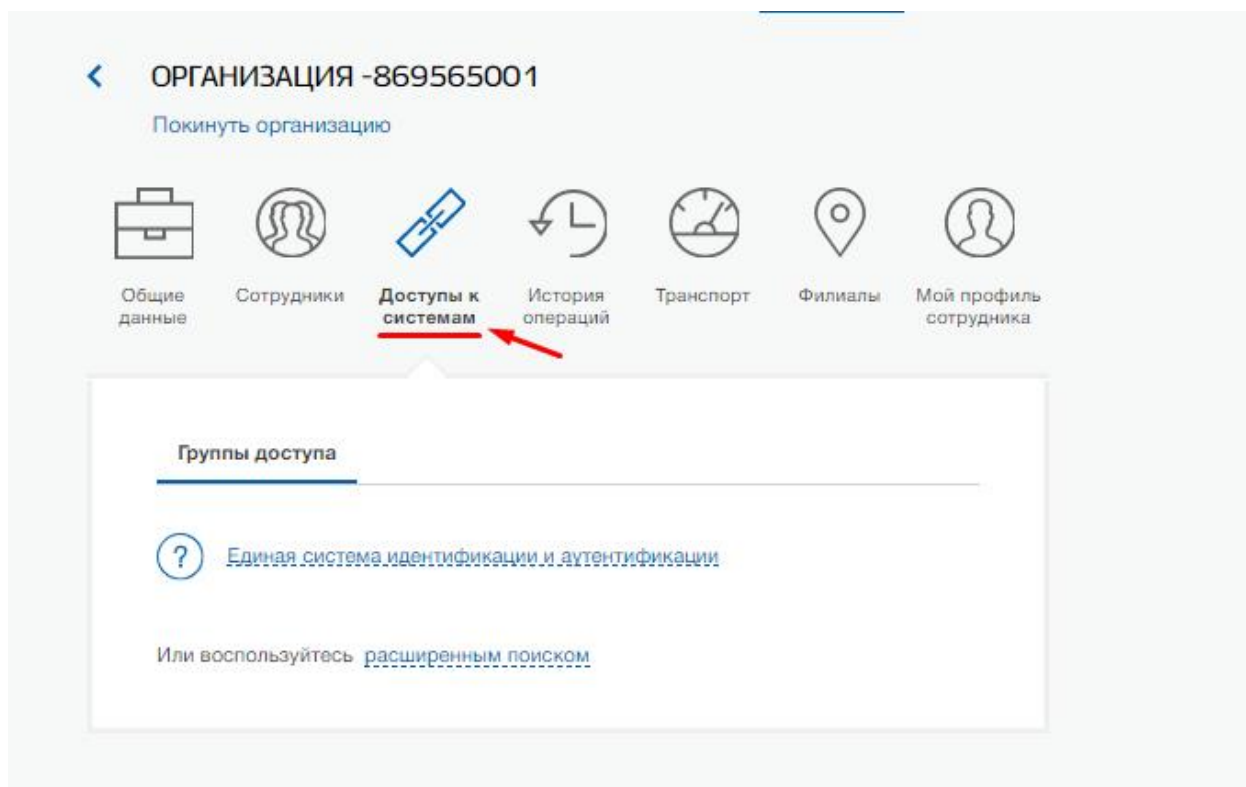 ОРГАНИЗАЦИЯ -869565001
Покинуть организацию
Общие данные
Сотрудники
Доступы к системам
История операций
Транспорт
Филиалы
Мой профиль сотрудника
Группы доступа
? Единая система идентификации и аутентификации
Или воспользуйтесь расширенным поиском